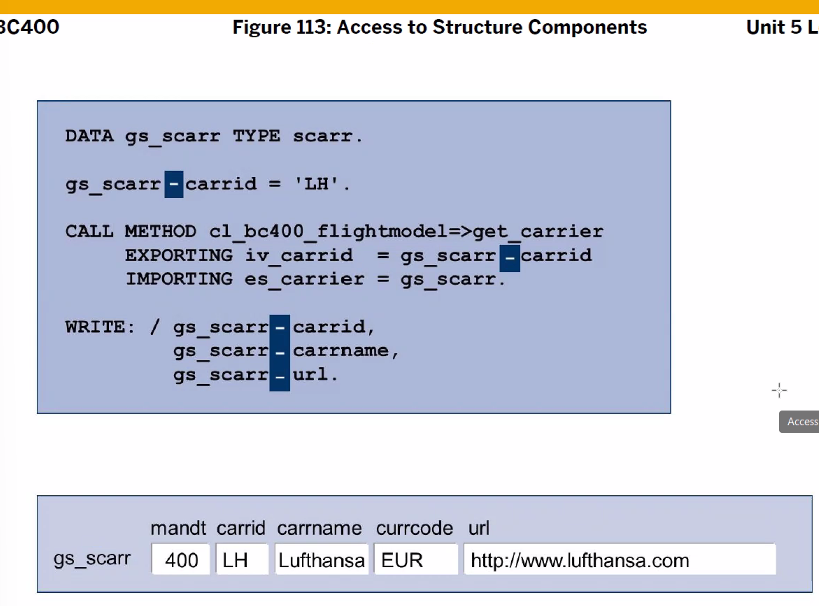 BC400 Figure 113: Access to Structure Components Unit 5 L
DATA gs_scarr TYPE scarr.
gs_scarr-carrid = 'LH'.
CALL METHOD cl_bc400_flightmodel=>get_carrier
EXPORTING iv_carrid = gs_scarr-carrid
IMPORTING es_carrier = gs_scarr.
WRITE: / gs_scarr-carrid,
gs_scarr-carrname,
gs_scarr-url.
Access
mandt carrid carrname currcode url
gs_scarr 400 LH Lufthansa EUR http://www.lufthansa.com